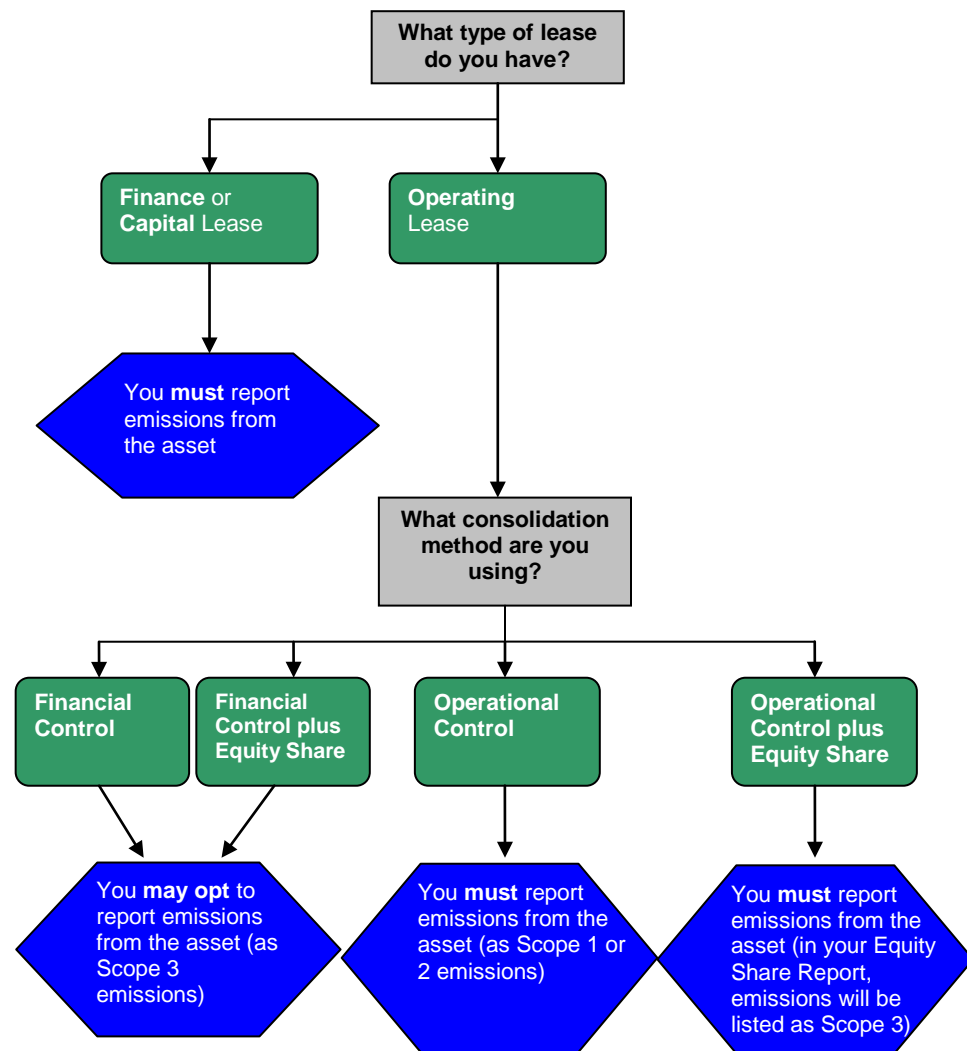 What type of lease
do you have?
Finance or
Capital Lease
Operating
Lease
You must report
emissions from
the asset
What consolidation
method are you
using?
Financial
Control
Financial
Control plus
Equity Share
Operational
Control
Operational
Control plus
Equity Share
You may opt to
report emissions
from the asset (as
Scope 3
emissions)
You must report
emissions from the
asset (as Scope 1 or
2 emissions)
You must report
emissions from the
asset (in your Equity
Share Report,
emissions will be
listed as Scope 3)